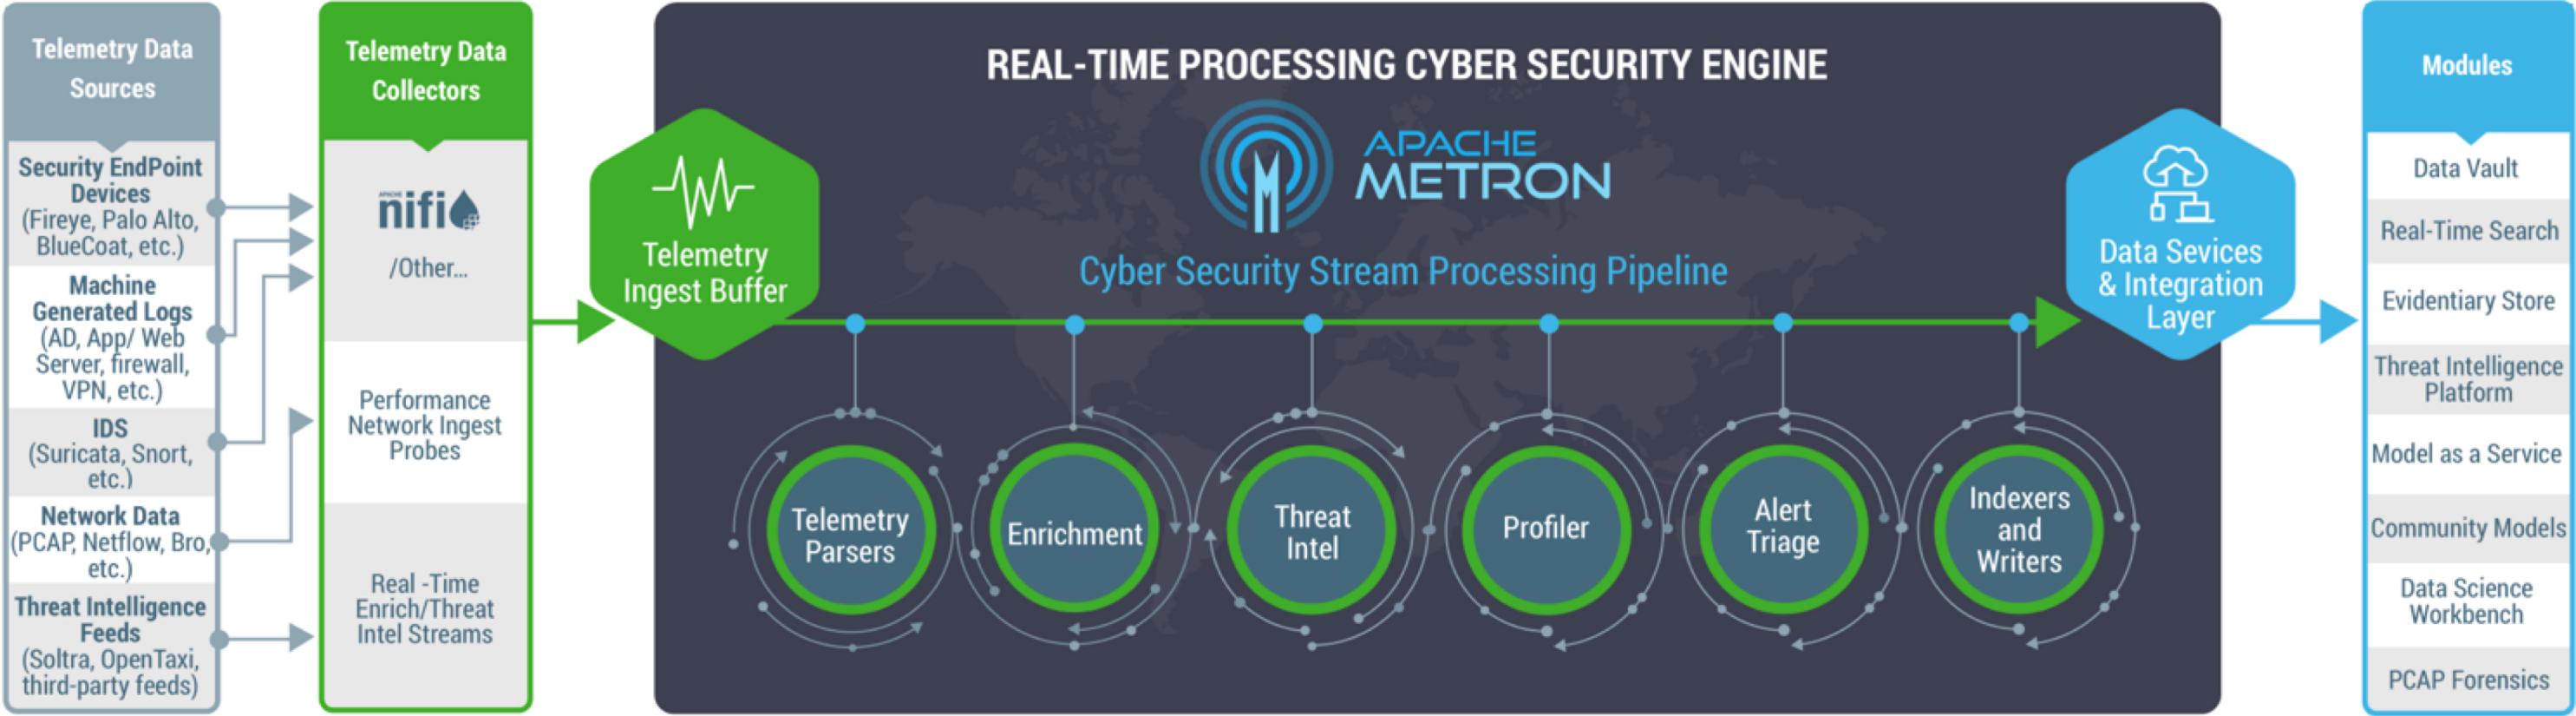 Telemetry Data
Sources
Security EndPoint
Devices
(Fireye, Palo Alto,
BlueCoat, etc.)
Machine
Generated Logs
(AD, App/ Web
Server, firewall,
VPN, etc.)
IDS
(Suricata, Snort,
etc.)
Network Data
(PCAP, Netflow, Bro,
etc.)
Threat Intelligence
Feeds
(Soltra, OpenTaxi,
third-party feeds)
Telemetry Data
Collectors
APACHE
nifi
/Other...
Performance
Network Ingest
Probes
Real -Time
Enrich/Threat
Intel Streams
Telemetry
Ingest Buffer
REAL-TIME PROCESSING CYBER SECURITY ENGINE
APACHE
METRON
Cyber Security Stream Processing Pipeline
Telemetry
Parsers
Enrichment
Threat
Intel
Profiler
Alert
Triage
Indexers
and
Writers
Data Sevices
& Integration
Layer
Modules
Data Vault
Real-Time Search
Evidentiary Store
Threat Intelligence
Platform
Model as a Service
Community Models
Data Science
Workbench
PCAP Forensics